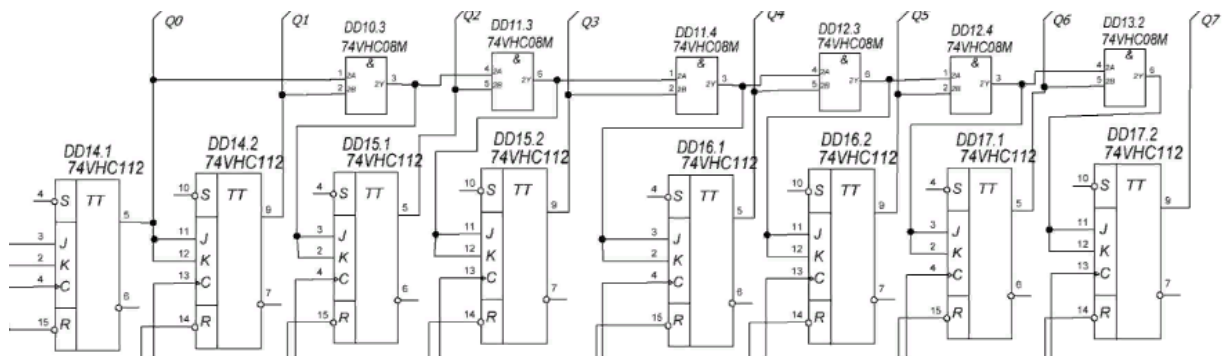 Q0 Q1 Q2 Q3 Q4 Q5 Q6 Q7
DD10.3
74VHC08M
&
1 2A
2 2B
2Y 3
DD11.3
74VHC08M
&
4 2A
5 2B
2Y 6
DD11.4
74VHC08M
&
1 2A
2 2B
2Y 3
DD12.3
74VHC08M
&
4 2A
5 2B
2Y 6
DD12.4
74VHC08M
&
1 2A
2 2B
2Y 3
DD13.2
74VHC08M
&
4 2A
5 2B
2Y 6
DD14.1
74VHC112
4 S TT
5
3 J
2 K
4 C
6
15 R
DD14.2
74VHC112
10 S TT
9
11 J
12 K
13 C
7
14 R
DD15.1
74VHC112
4 S TT
5
3 J
2 K
4 C
6
15 R
DD15.2
74VHC112
10 S TT
9
11 J
12 K
13 C
7
14 R
DD16.1
74VHC112
4 S TT
5
3 J
2 K
4 C
6
15 R
DD16.2
74VHC112
10 S TT
9
11 J
12 K
13 C
7
14 R
DD17.1
74VHC112
4 S TT
5
3 J
2 K
4 C
6
15 R
DD17.2
74VHC112
10 S TT
9
11 J
12 K
13 C
7
14 R